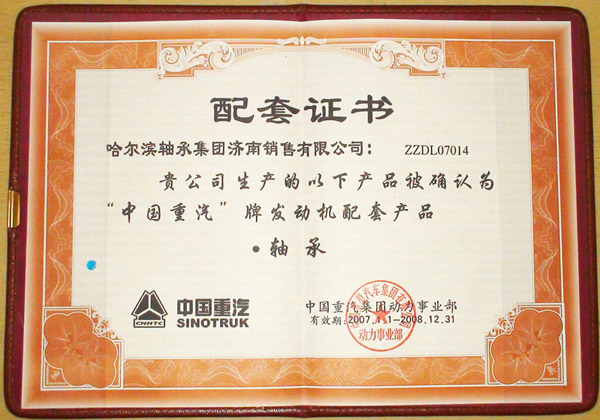 配套证书
哈尔滨轴承集团济南销售有限公司： ZZDL07014
贵公司生产的以下产品被确认为
“中国重汽”牌发动机配套产品
•轴承
CNHTC
中国重汽
SINOTRUK
中国重汽集团动力事业部
有效期：2007.1.1-2008.12.31
动力事业部